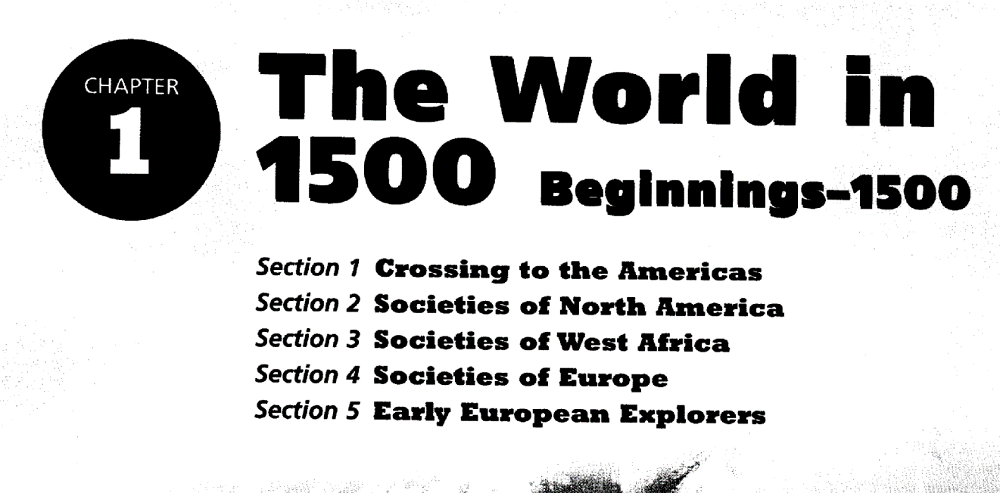 CHAPTER
1
The World in
1500 Beginnings–1500
Section 1 Crossing to the Americas
Section 2 Societies of North America
Section 3 Societies of West Africa
Section 4 Societies of Europe
Section 5 Early European Explorers